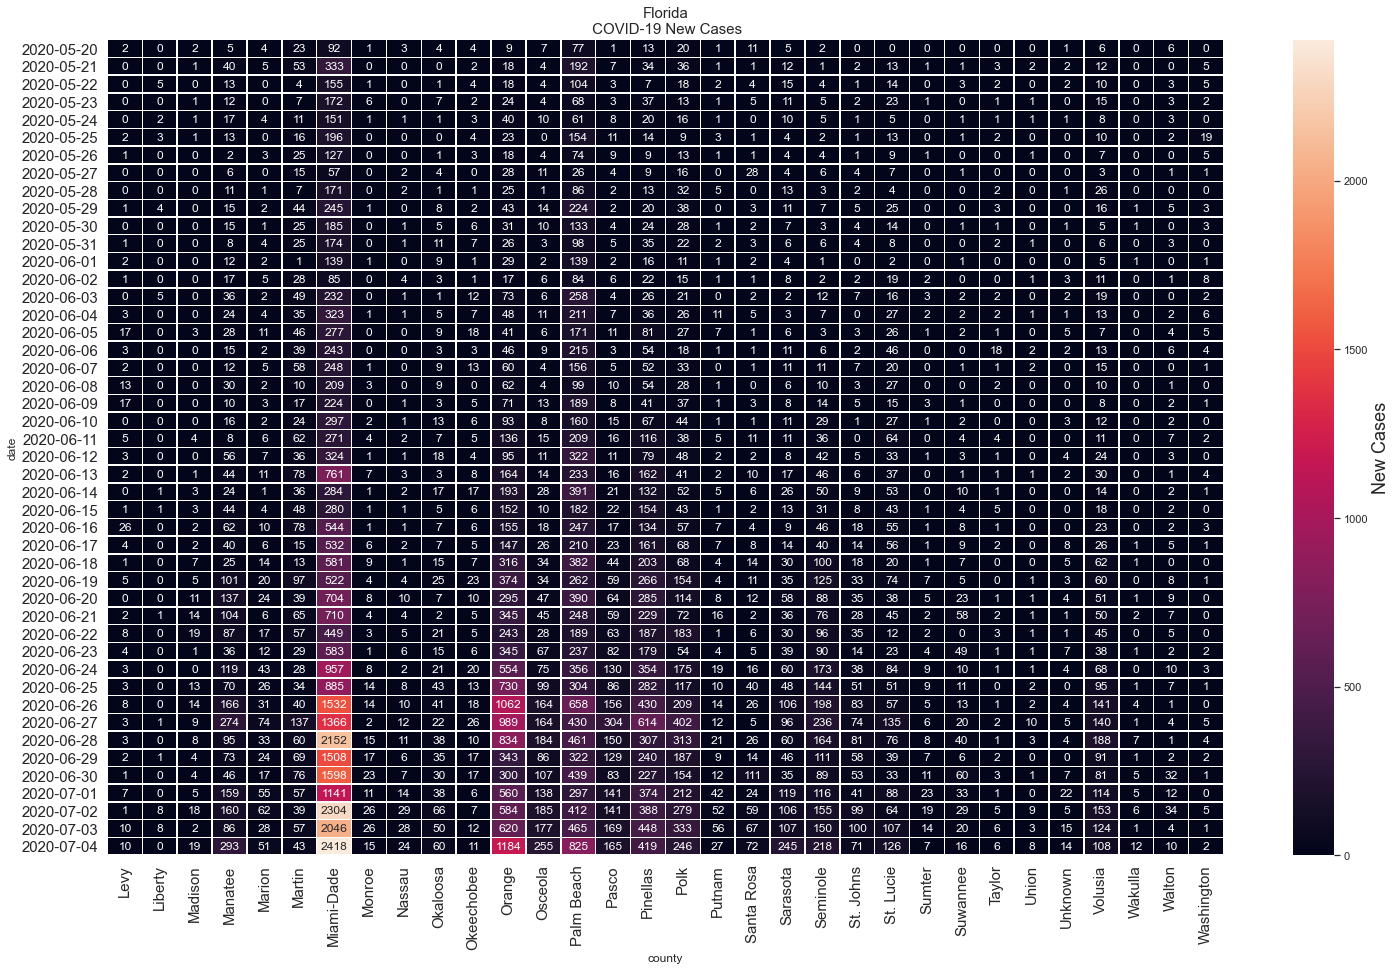 Florida
COVID-19 New Cases
2020-05-20 2 0 2 5 4 23 92 1 3 4 4 9 7 77 1 13 20 1 11 5 2 0 0 0 0 0 0 1 6 0 6 0
2020-05-21 0 0 1 40 5 53 333 0 0 0 2 18 4 192 7 34 36 1 1 12 1 2 13 1 1 3 2 2 12 0 0 5
2020-05-22 0 5 0 13 0 4 155 1 0 1 4 18 4 104 3 7 18 2 4 15 4 1 14 0 3 2 0 2 10 0 3 5
2020-05-23 0 0 1 12 0 7 172 6 0 7 2 24 4 68 3 37 13 1 5 11 5 2 23 1 0 1 1 0 15 0 3 2
2020-05-24 0 2 1 17 4 11 151 1 1 1 3 40 10 61 8 20 16 1 0 10 5 1 5 0 1 1 1 1 8 0 3 0
2020-05-25 2 3 1 13 0 16 196 0 0 0 4 23 0 154 11 14 9 3 1 4 2 1 13 0 1 2 0 0 10 0 2 19
2020-05-26 1 0 0 2 3 25 127 0 0 1 3 18 4 74 9 9 13 1 1 4 4 1 9 1 0 0 1 0 7 0 0 5
2020-05-27 0 0 0 6 0 15 57 0 2 4 0 28 11 26 4 9 16 0 28 4 6 4 7 0 1 0 0 0 3 0 1 1
2020-05-28 0 0 0 11 1 7 171 0 2 1 1 25 1 86 2 13 32 5 0 13 3 2 4 0 0 2 0 1 26 0 0 0
2020-05-29 1 4 0 15 2 44 245 1 0 8 2 43 14 224 2 20 38 0 3 11 7 5 25 0 0 3 0 0 16 1 5 3
2020-05-30 0 0 0 15 1 25 185 0 1 5 6 31 10 133 4 24 28 1 2 7 3 4 14 0 1 1 0 1 5 1 0 3
2020-05-31 1 0 0 8 4 25 174 0 1 11 7 26 3 98 5 35 22 2 3 6 6 4 8 0 0 2 1 0 6 0 3 0
2020-06-01 2 0 0 12 2 1 139 1 0 9 1 29 2 139 2 16 11 1 2 4 1 0 2 0 1 0 0 0 5 1 0 1
2020-06-02 1 0 0 17 5 28 85 0 4 3 1 17 6 84 6 22 15 1 1 8 2 2 19 2 0 0 1 3 11 0 1 8
2020-06-03 0 5 0 36 2 49 232 0 1 1 12 73 6 258 4 26 21 0 2 2 12 7 16 3 2 2 0 2 19 0 0 2
2020-06-04 3 0 0 24 4 35 323 1 1 5 7 48 11 211 7 36 26 11 5 3 7 0 27 2 2 2 1 1 13 0 2 6
2020-06-05 17 0 3 28 11 46 277 0 0 9 18 41 6 171 11 81 27 7 1 6 3 3 26 1 2 1 0 5 7 0 4 5
2020-06-06 3 0 0 15 2 39 243 0 0 3 3 46 9 215 3 54 18 1 1 11 6 2 46 0 0 18 2 2 13 0 6 4
2020-06-07 2 0 0 12 5 58 248 1 0 9 13 60 4 156 5 52 33 0 1 11 11 7 20 0 1 1 2 0 15 0 0 1
2020-06-08 13 0 0 30 2 10 209 3 0 9 0 62 4 99 10 54 28 1 0 6 10 3 27 0 0 2 0 0 10 0 1 0
2020-06-09 17 0 0 10 3 17 224 0 1 3 5 71 13 189 8 41 37 1 3 8 14 5 15 3 1 0 0 0 8 0 2 1
2020-06-10 0 0 0 16 2 24 297 2 1 13 6 93 8 160 15 67 44 1 1 11 29 1 27 1 2 0 0 3 12 0 0 2
2020-06-11 5 0 4 8 6 62 271 4 2 7 5 136 15 209 16 116 38 5 11 11 36 0 64 0 4 4 0 0 11 0 7 2
2020-06-12 3 0 0 56 7 36 324 1 1 18 4 95 11 322 11 79 48 2 2 8 42 5 33 1 3 1 0 4 24 0 3 0
2020-06-13 2 0 1 44 11 78 761 7 3 3 8 164 14 233 16 162 41 2 10 17 46 6 37 0 1 1 1 2 30 0 1 4
2020-06-14 0 1 3 24 1 36 284 1 2 17 17 193 28 391 21 132 52 5 6 26 50 9 53 0 10 1 0 0 14 0 2 1
2020-06-15 1 1 3 44 4 48 280 1 1 5 6 152 10 182 22 154 43 1 2 13 31 8 43 1 4 5 0 0 18 0 2 0
2020-06-16 26 0 2 62 10 78 544 1 1 7 6 155 18 247 17 134 57 7 4 9 46 18 55 1 8 1 0 0 23 0 2 3
2020-06-17 4 0 2 40 6 15 532 6 2 7 5 147 26 210 23 161 68 7 8 14 40 14 56 1 9 2 0 8 26 1 5 1
2020-06-18 1 0 7 25 14 13 581 9 1 15 7 316 34 382 44 203 68 4 14 30 100 18 20 1 7 0 0 5 62 1 0 0
2020-06-19 5 0 5 101 20 97 522 4 4 25 23 374 34 262 59 266 154 4 11 35 125 33 74 7 5 0 1 3 60 0 8 1
2020-06-20 0 0 11 137 24 39 704 8 10 7 10 295 47 390 64 285 114 8 12 58 88 35 38 5 23 1 1 4 51 1 9 0
2020-06-21 2 1 14 104 6 65 710 4 4 2 5 345 45 248 59 229 72 16 2 36 76 28 45 2 58 2 1 1 50 2 7 0
2020-06-22 8 0 19 87 17 57 449 3 5 21 5 243 28 189 63 187 183 1 6 30 96 35 12 2 0 3 1 1 45 0 5 0
2020-06-23 4 0 1 36 12 29 583 1 6 15 6 345 67 237 82 179 54 4 5 39 90 14 23 4 49 1 1 7 38 1 2 2
2020-06-24 3 0 0 119 43 28 957 8 2 21 20 554 75 356 130 354 175 19 16 60 173 38 84 9 10 1 1 4 68 0 10 3
2020-06-25 3 0 13 70 26 34 885 14 8 43 13 730 99 304 86 282 117 10 40 48 144 51 51 9 11 0 2 0 95 1 7 1
2020-06-26 8 0 14 166 31 40 1532 14 10 41 18 1062 164 658 156 430 209 14 26 106 198 83 57 5 13 1 2 4 141 4 1 0
2020-06-27 3 1 9 274 74 137 1366 2 12 22 26 989 164 430 304 614 402 12 5 96 236 74 135 6 20 2 10 5 140 1 4 5
2020-06-28 3 0 8 95 33 60 2152 15 11 38 10 834 184 461 150 307 313 21 26 60 164 81 76 8 40 1 3 4 188 7 1 4
2020-06-29 2 1 4 73 24 69 1508 17 6 35 17 343 86 322 129 240 187 9 14 46 111 58 39 7 6 2 0 0 91 1 2 2
2020-06-30 1 0 4 46 17 76 1598 23 7 30 17 300 107 439 83 227 154 12 111 35 89 53 33 11 60 3 1 7 81 5 32 1
2020-07-01 7 0 5 159 55 57 1141 11 14 38 6 560 138 297 141 374 212 42 24 119 116 41 88 23 33 1 0 22 114 5 12 0
2020-07-02 1 8 18 160 62 39 2304 26 29 66 7 584 185 412 141 388 279 52 59 106 155 99 64 19 29 5 9 5 153 6 34 5
2020-07-03 10 8 2 86 28 57 2046 26 28 50 12 620 177 465 169 448 333 56 67 107 150 100 107 14 20 6 3 15 124 1 4 1
2020-07-04 10 0 19 293 51 43 2418 15 24 60 11 1184 255 825 165 419 246 27 72 245 218 71 126 7 16 6 8 14 108 12 10 2
Levy Liberty Madison Manatee Marion Martin Miami-Dade Monroe Nassau Okaloosa Okeechobee Orange Osceola Palm Beach Pasco Pinellas Polk Putnam Santa Rosa Sarasota Seminole St. Johns St. Lucie Sumter Suwannee Taylor Union Unknown Volusia Wakulla Walton Washington
county
date
2000
1500
1000
500
0
New Cases